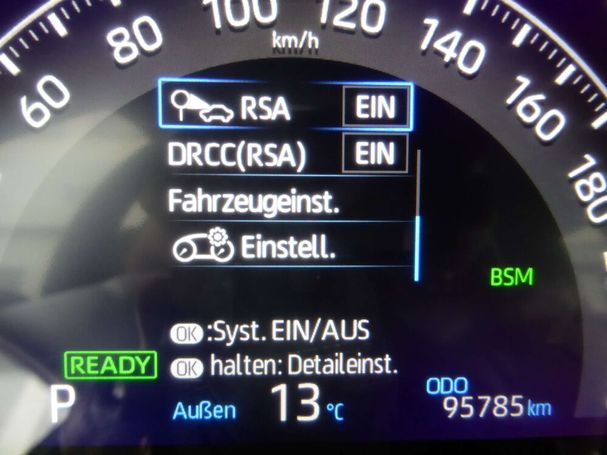 60 80 100 120 140 160 180
km/h
RSA EIN
DRCC(RSA) EIN
Fahrzeugeinst.
Einstell.
BSM
OK :Syst. EIN/AUS
READY OK halten: Detaileinst.
P Außen 13 °C ODO
95785 km